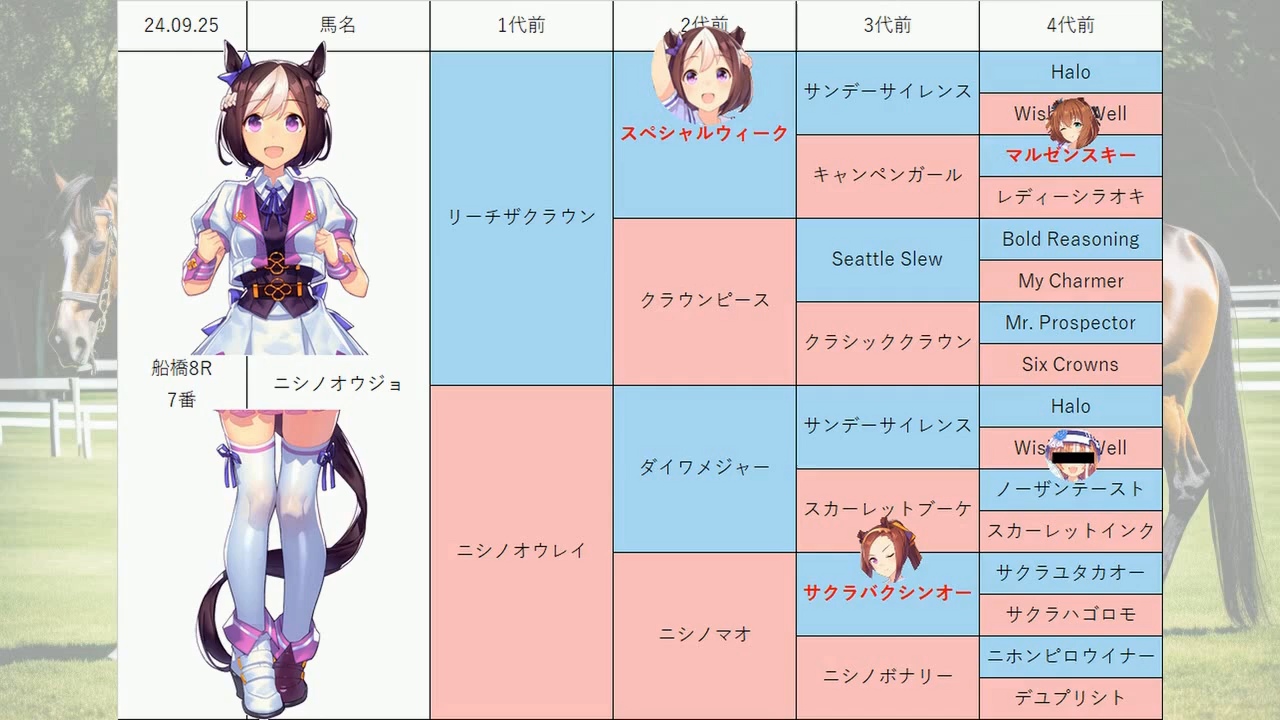 24.09.25
馬名
1代前
2代前
3代前
4代前
船橋8R
7番
ニシノオウジョ
リーチザクラウン
ニシノオウレイ
スペシャルウィーク
クラウンピース
ダイワメジャー
ニシノマオ
サンデーサイレンス
キャンペンガール
Seattle Slew
クラシッククラウン
サンデーサイレンス
スカーレットブーケ
サクラバクシンオー
ニシノボナリー
Halo
マルゼンスキー
レディーシラオキ
Bold Reasoning
My Charmer
Mr. Prospector
Six Crowns
Halo
ノーザンテースト
スカーレットインク
サクラユタカオー
サクラハゴロモ
ニホンピロウイナー
デユプリシト